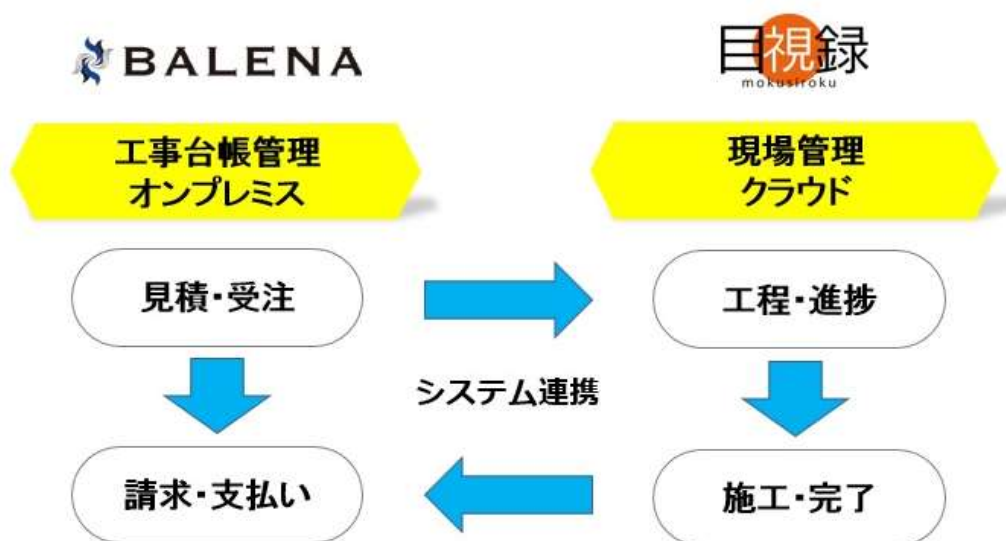 BALENA
目視録
mokusiroku
工事台帳管理
オンプレミス
現場管理
クラウド
見積・受注
工程・進捗
システム連携
請求・支払い
施工・完了